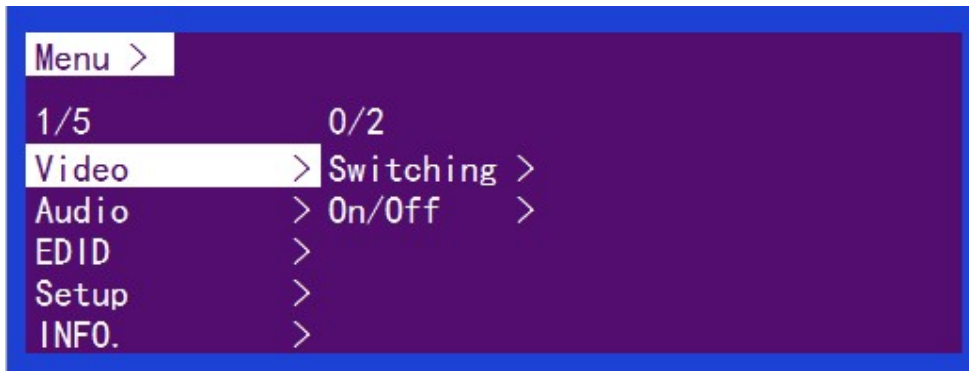 Menu >
1/5 0/2
Video > Switching >
Audio > On/Off >
EDID >
Setup >
INFO. >